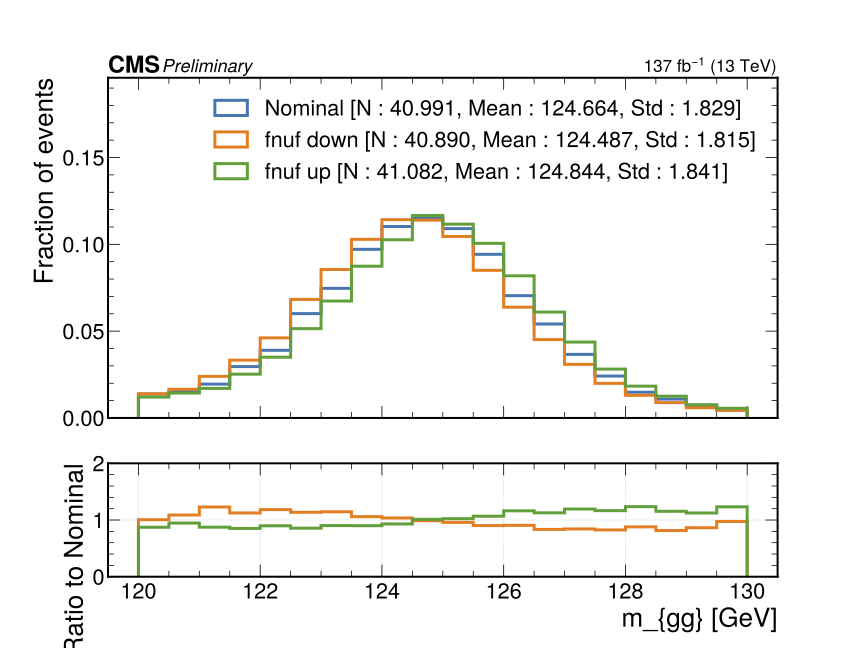 CMS Preliminary
137 fb⁻¹ (13 TeV)
Nominal [N : 40.991, Mean : 124.664, Std : 1.829]
fnuf down [N : 40.890, Mean : 124.487, Std : 1.815]
fnuf up [N : 41.082, Mean : 124.844, Std : 1.841]
Fraction of events
0.15
0.10
0.05
0.00
Ratio to Nominal
2
1
0
120 122 124 126 128 130
m_{gg} [GeV]